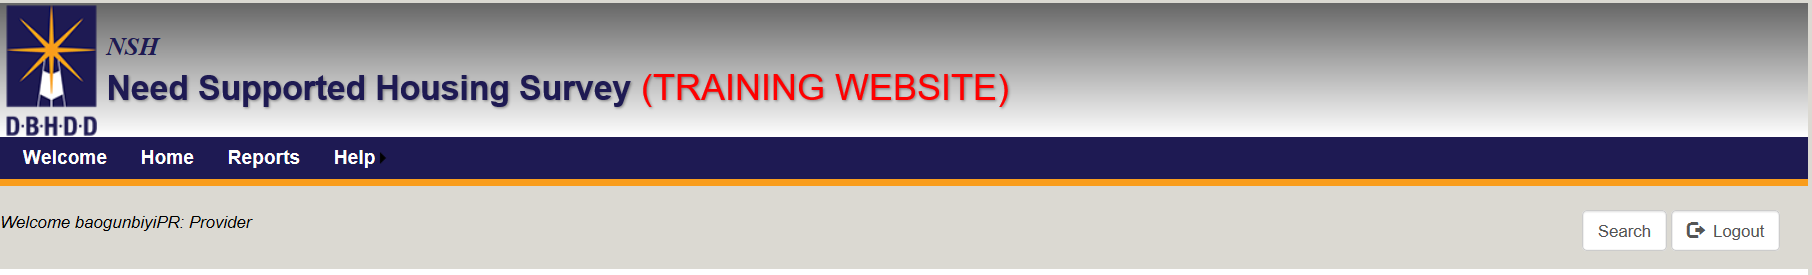 NSH
Need Supported Housing Survey (TRAINING WEBSITE)
D·B·H·D·D
Welcome Home Reports Help
Welcome baogunbiyiPR: Provider
Search Logout